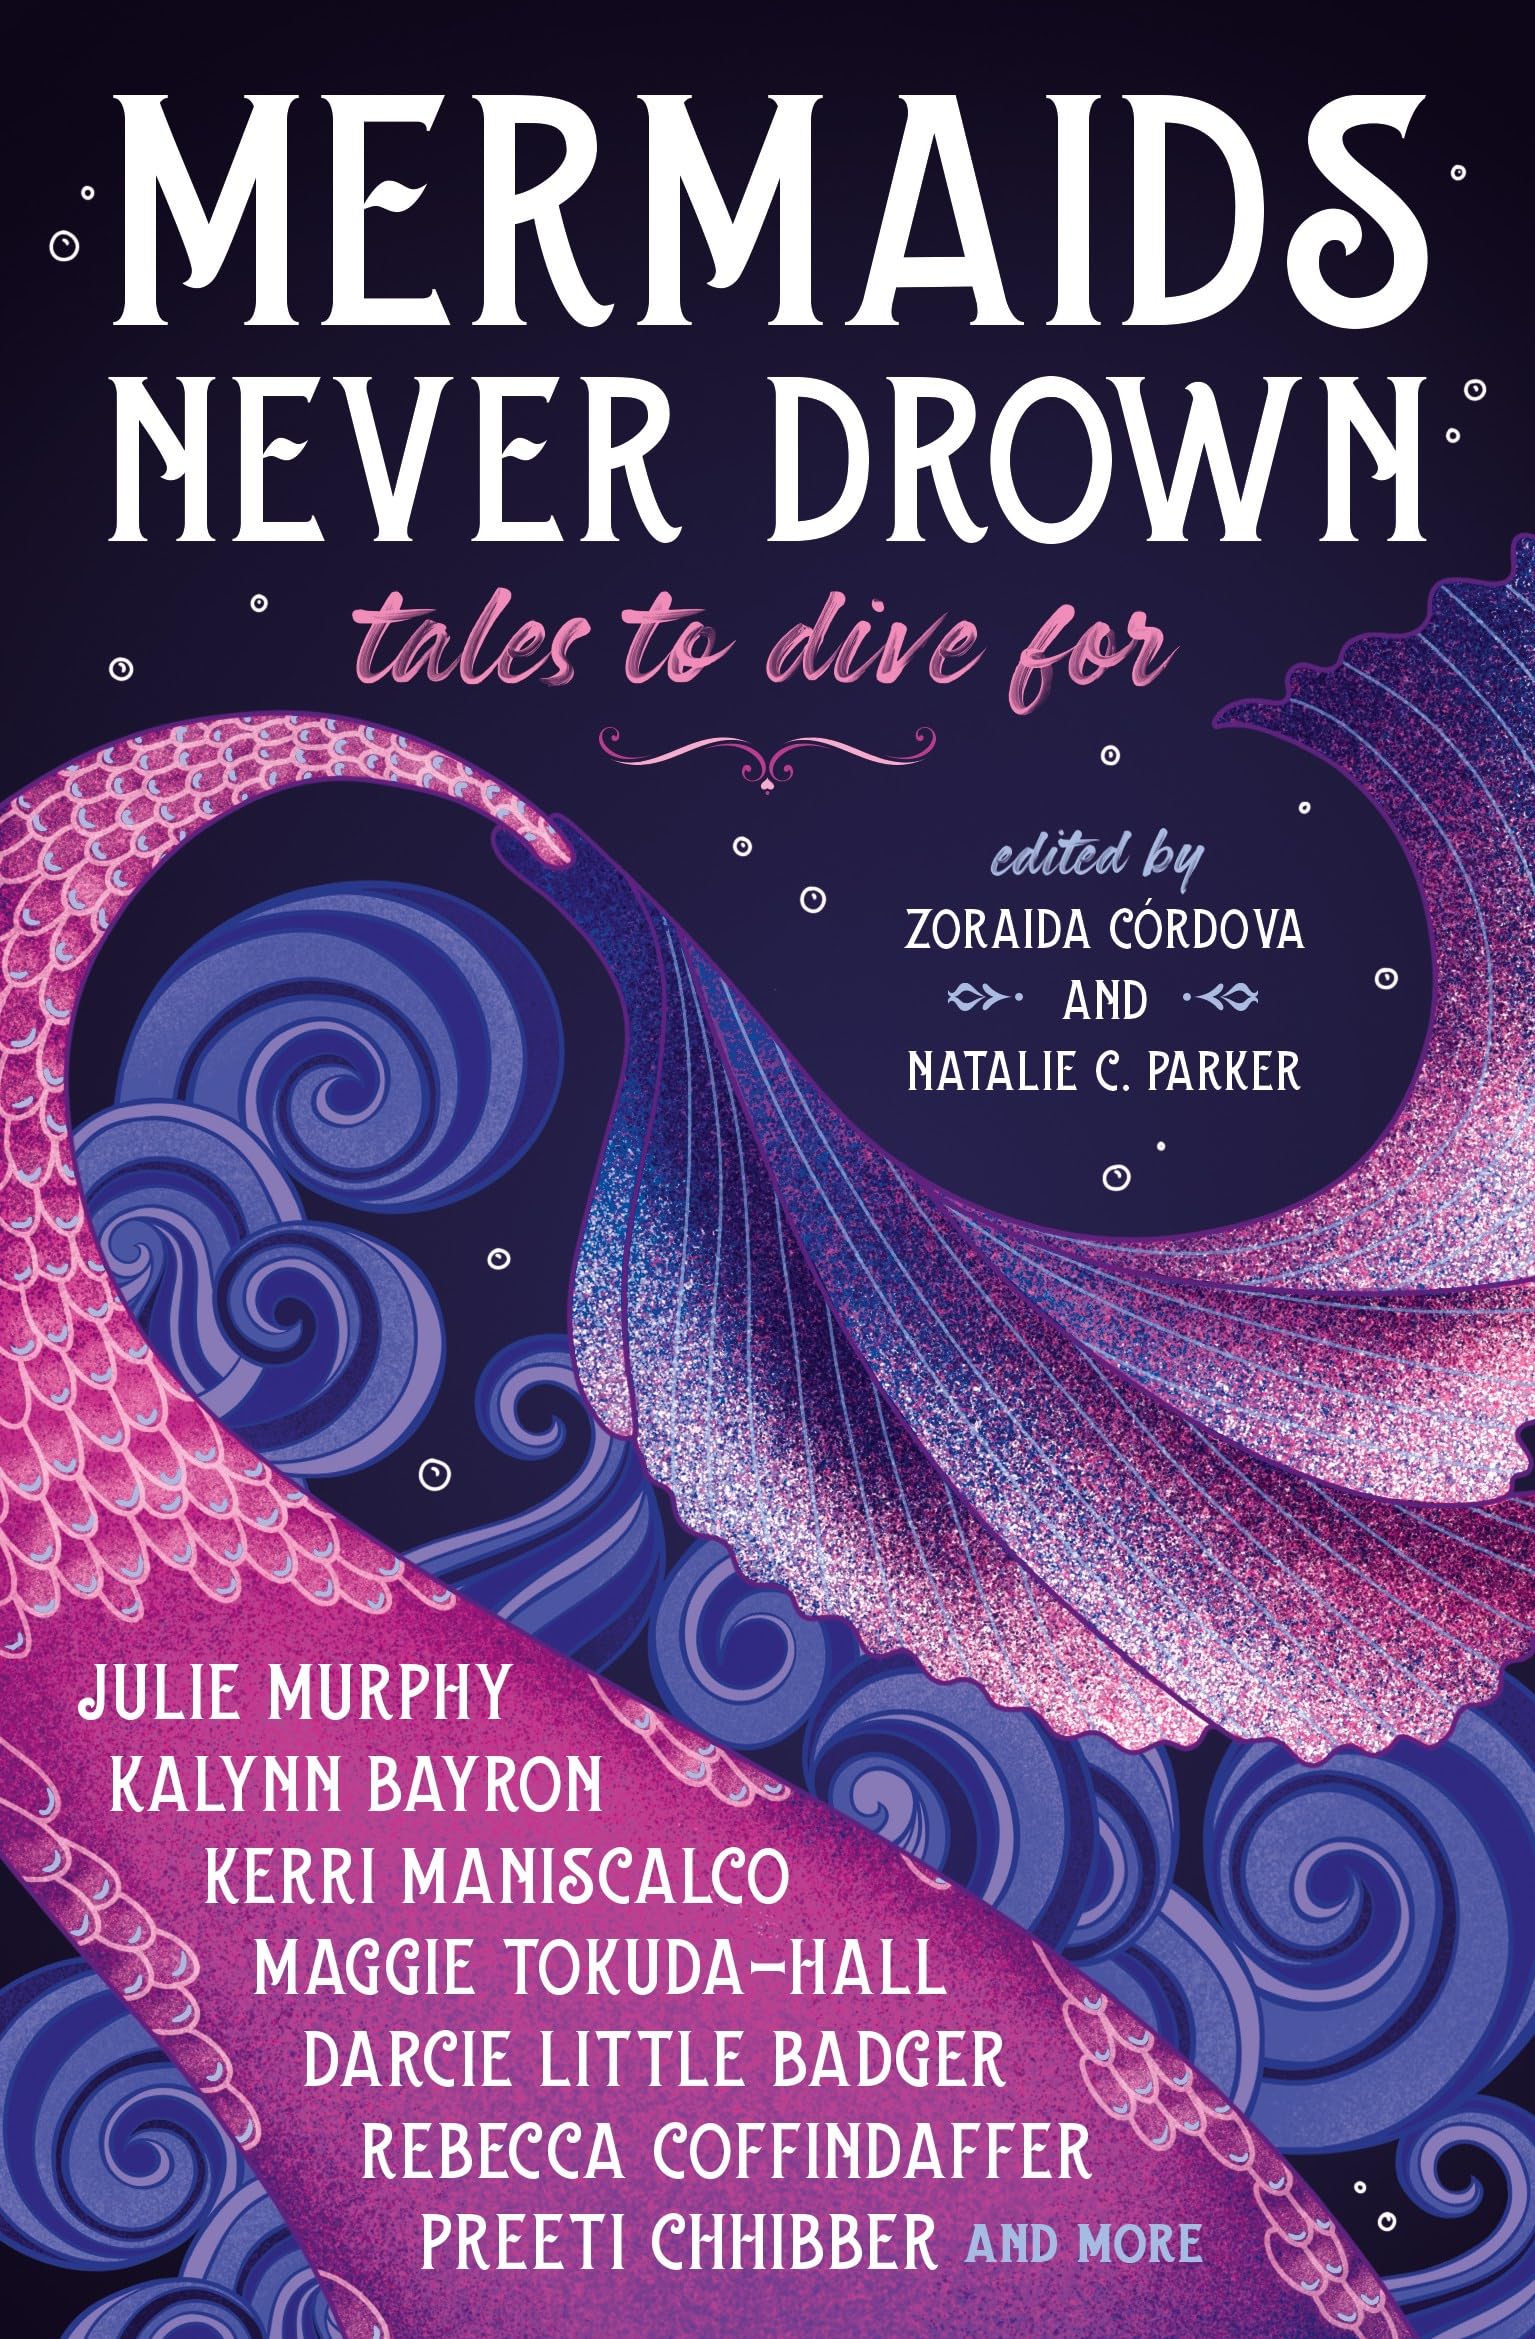 MERMAIDS
NEVER DROWN
tales to dive for
edited by
ZORAIDA CÓRDOVA
AND
NATALIE C. PARKER
JULIE MURPHY
KALYNN BAYRON
KERRI MANISCALCO
MAGGIE TOKUDA-HALL
DARCIE LITTLE BADGER
REBECCA COFFINDAFFER
PREETI CHHIBBER AND MORE